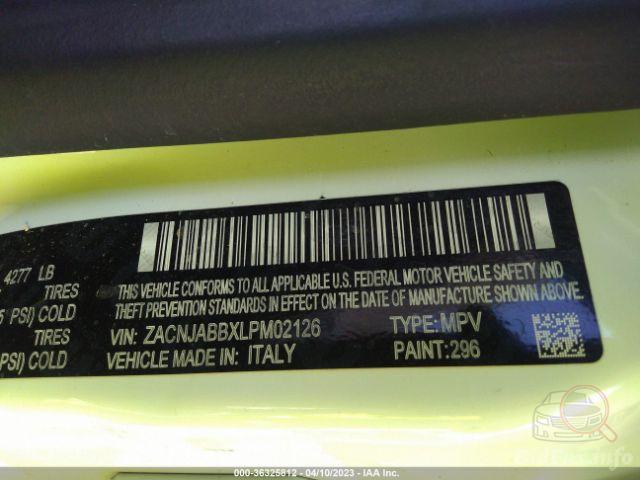 4277 LB
TIRES
5 PSI) COLD
TIRES
PSI) COLD
THIS VEHICLE CONFORMS TO ALL APPLICABLE U.S. FEDERAL MOTOR VEHICLE SAFETY AND
THEFT PREVENTION STANDARDS IN EFFECT ON THE DATE OF MANUFACTURE SHOWN ABOVE.
VIN: ZACNJABBXLPM02126 TYPE: MPV
VEHICLE MADE IN: ITALY PAINT: 296
000-36325812 - 04/10/2023 - IAA Inc.